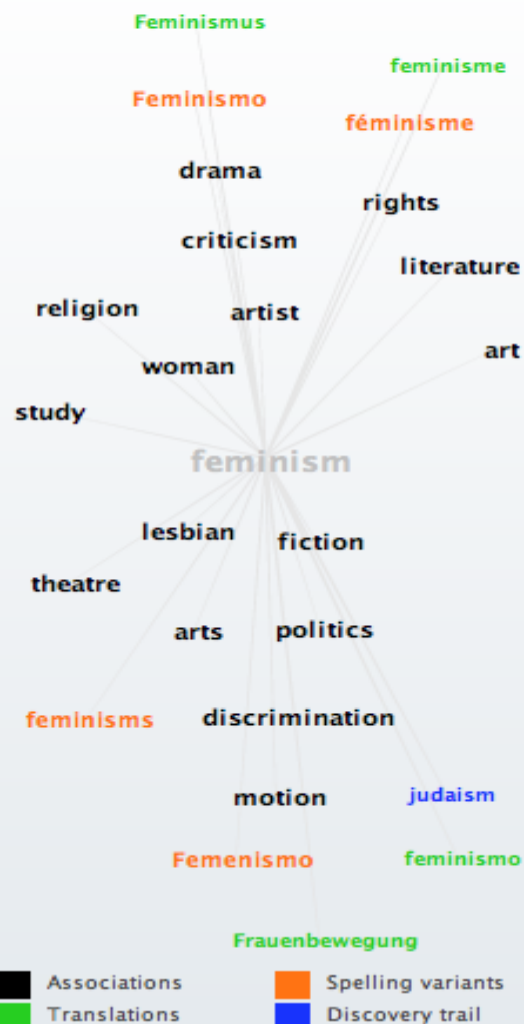 Feminismus
feminisme
Feminismo
féminisme
drama
rights
criticism
literature
religion
artist
art
woman
study
feminism
lesbian
fiction
theatre
arts
politics
feminisms
discrimination
motion
judaism
Femenismo
feminismo
Frauenbewegung
Associations
Spelling variants
Translations
Discovery trail